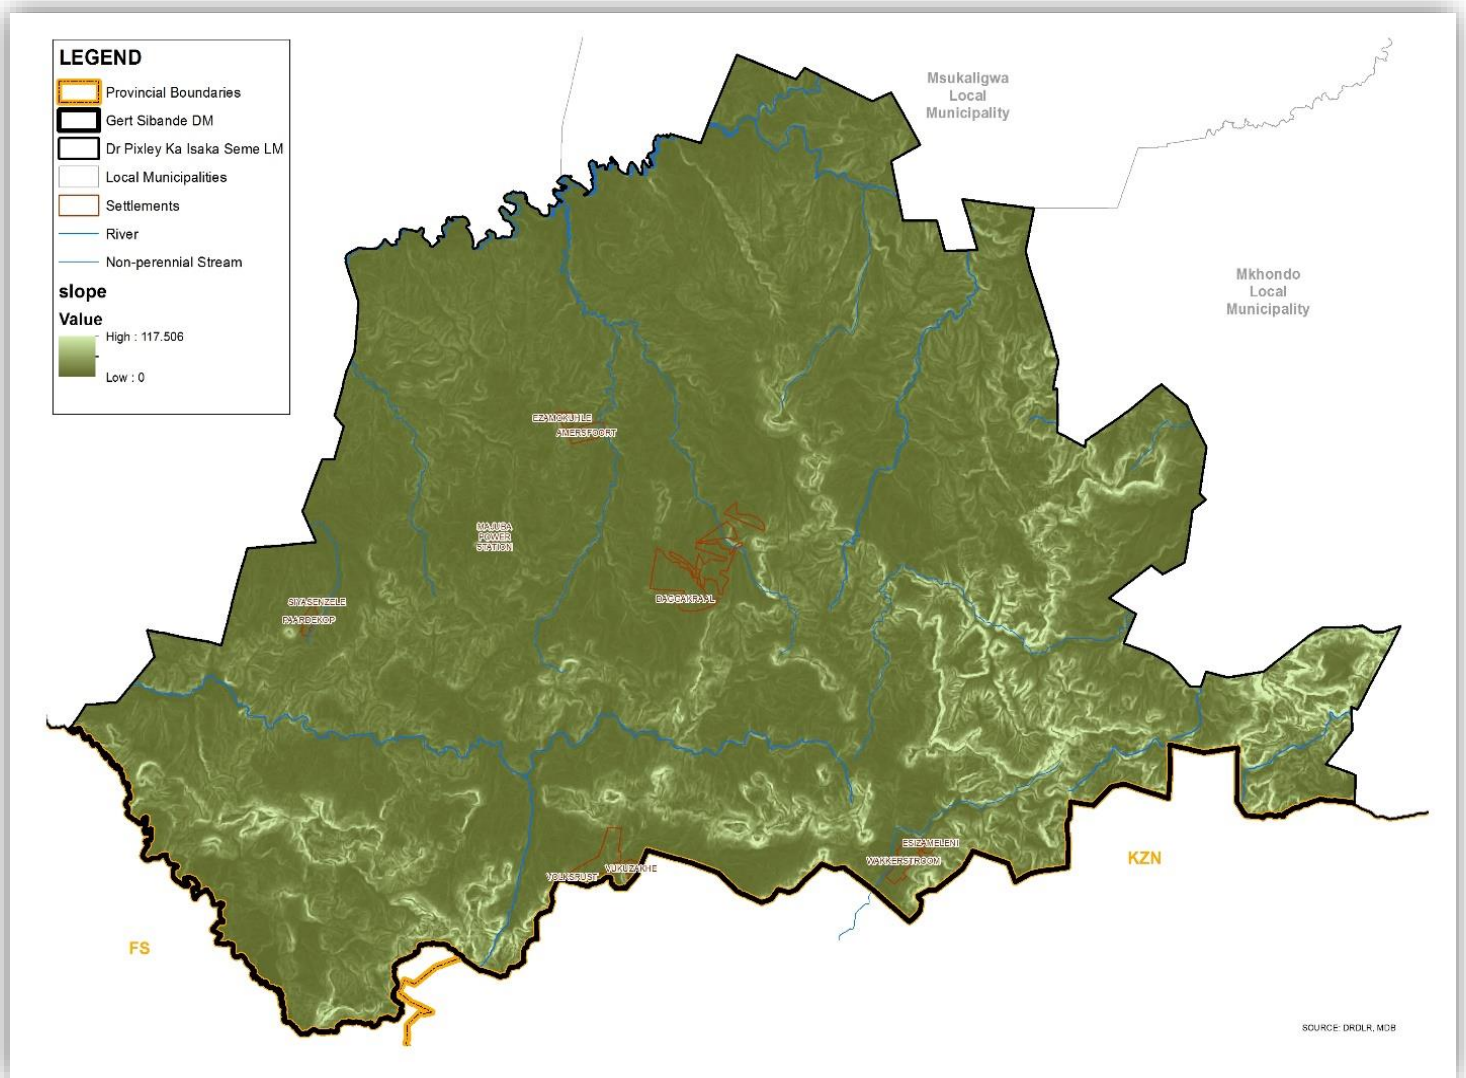 LEGEND
Provincial Boundaries
Gert Sibande DM
Dr Pixley Ka Isaka Seme LM
Local Municipalities
Settlements
River
Non-perennial Stream
slope
Value
High : 117.506
Low : 0
Msukaligwa
Local
Municipality
Mkhondo
Local
Municipality
EZAMOKUHLE
AMERSFOORT
MAJUBA
POWER
STATION
DAGGAKRAAL
SIYASENZELE
PAARDEKOP
ESIZAMELENI
WAKKERSTROOM
VUKUZAKHE
VOLKSRUST
KZN
FS
SOURCE: DRDLR, MDB